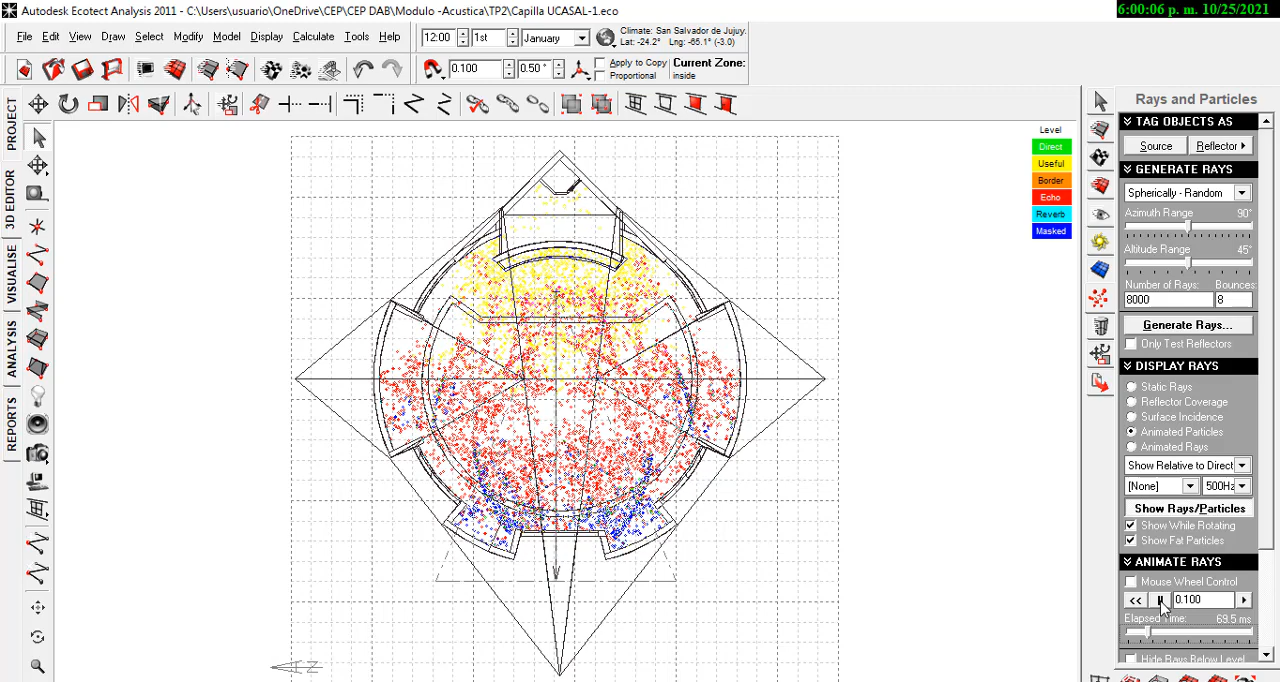 6:00:06 p. m. 10/25/2021
Autodesk Ecotect Analysis 2011 - C:\Users\usuario\OneDrive\CEP\CEP DAB\Modulo -Acustica\TP2\Capilla UCASAL-1.eco
File Edit View Draw Select Modify Model Display Calculate Tools Help
12:00 1st January
Climate: San Salvador de Jujuy.
Lat: -24.2° Lng: -65.1° (-3.0)
0.100 0.50 °
Apply to Copy
Proportional
Current Zone:
inside
PROJECT
3D EDITOR
VISUALISE
ANALYSIS
REPORTS
Level
Direct
Useful
Border
Echo
Reverb
Masked
N
Rays and Particles
TAG OBJECTS AS
Source Reflector
GENERATE RAYS
Spherically - Random
Azimuth Range 90°
Altitude Range 45°
Number of Rays: Bounces:
8000 8
Generate Rays...
Only Test Reflectors
DISPLAY RAYS
Static Rays
Reflector Coverage
Surface Incidence
Animated Particles
Animated Rays
Show Relative to Direct
[None] 500Hz
Show Rays/Particles
Show While Rotating
Show Fat Particles
ANIMATE RAYS
Mouse Wheel Control
<< 0.100
Elapsed Time: 69.5 ms
Hide Rays Below Level